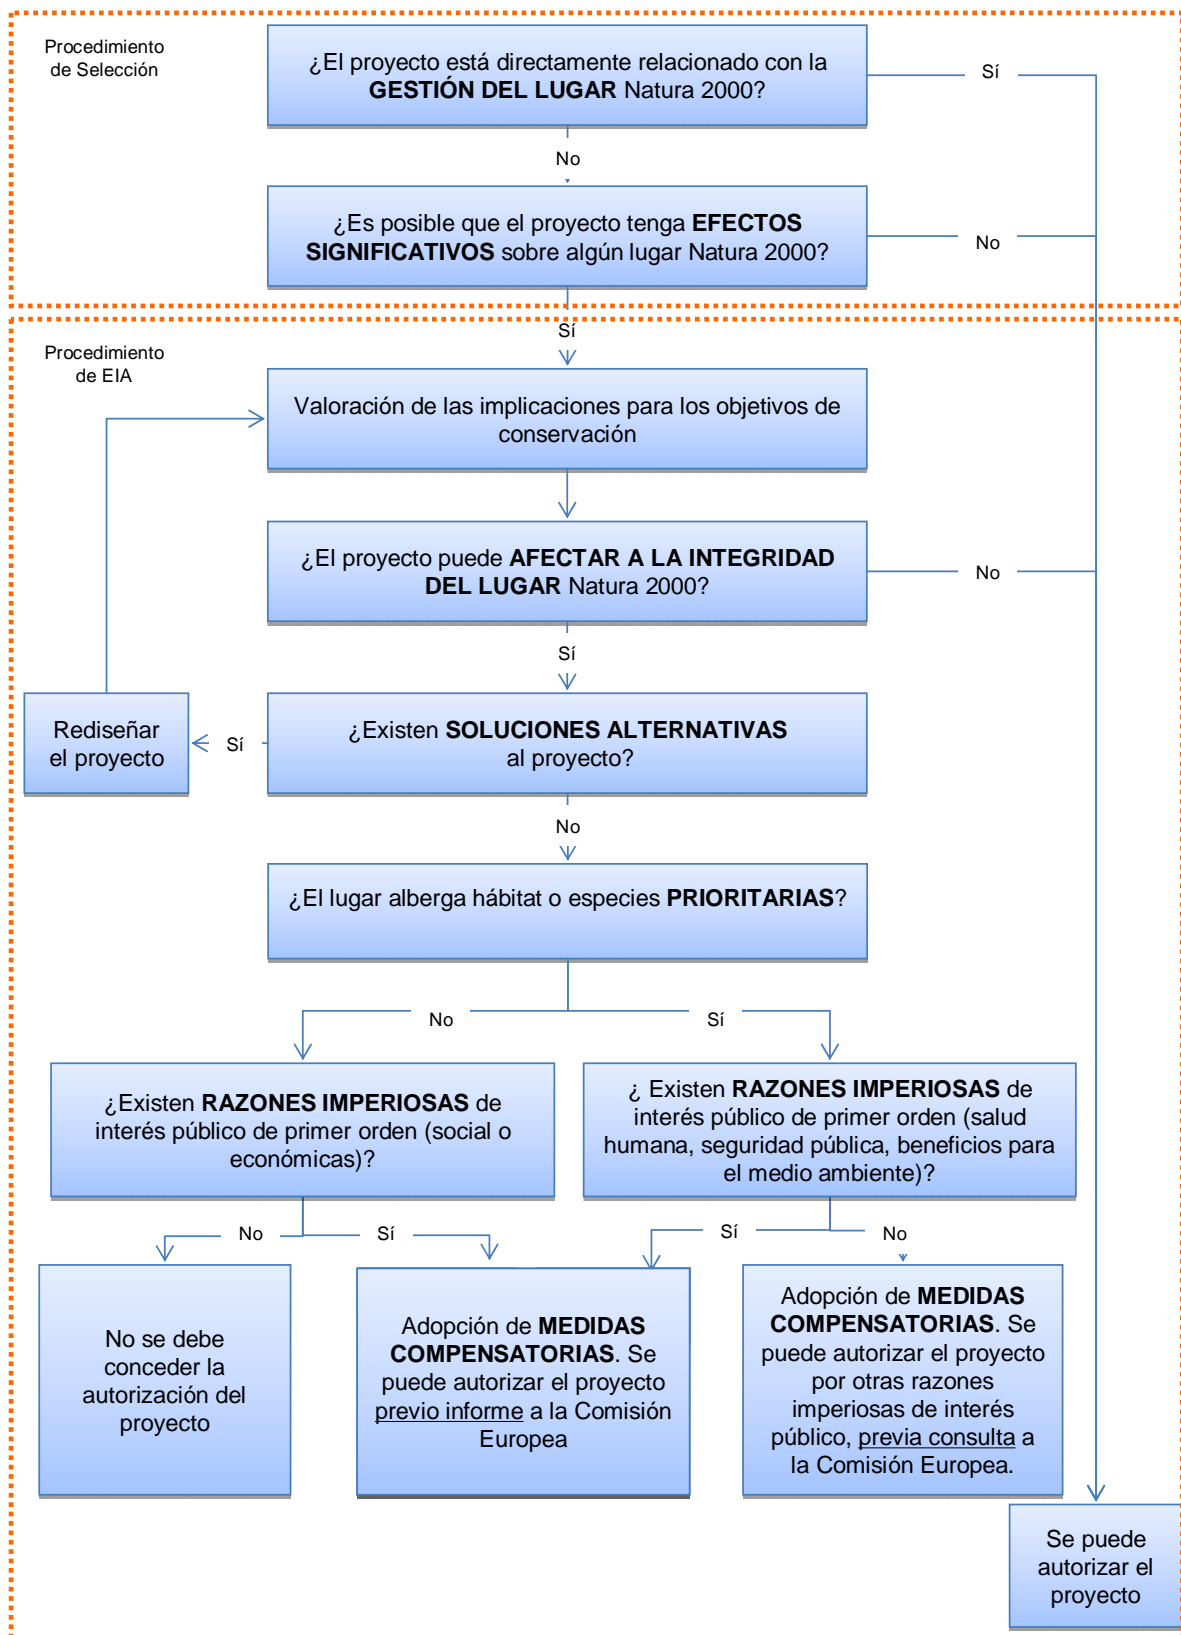 Procedimiento
de Selección
¿El proyecto está directamente relacionado con la
GESTIÓN DEL LUGAR Natura 2000?
Sí
No
¿Es posible que el proyecto tenga EFECTOS
SIGNIFICATIVOS sobre algún lugar Natura 2000?
No
Sí
Procedimiento
de EIA
Valoración de las implicaciones para los objetivos de
conservación
¿El proyecto puede AFECTAR A LA INTEGRIDAD
DEL LUGAR Natura 2000?
No
Sí
Rediseñar
el proyecto
Sí
¿Existen SOLUCIONES ALTERNATIVAS
al proyecto?
No
¿El lugar alberga hábitat o especies PRIORITARIAS?
No
Sí
¿Existen RAZONES IMPERIOSAS de
interés público de primer orden (social o
económicas)?
¿ Existen RAZONES IMPERIOSAS de
interés público de primer orden (salud
humana, seguridad pública, beneficios para
el medio ambiente)?
No
Sí
Sí
No
No se debe
conceder la
autorización del
proyecto
Adopción de MEDIDAS
COMPENSATORIAS. Se
puede autorizar el proyecto
previo informe a la Comisión
Europea
Adopción de MEDIDAS
COMPENSATORIAS. Se
puede autorizar el proyecto
por otras razones
imperiosas de interés
público, previa consulta a
la Comisión Europea.
Se puede
autorizar el
proyecto